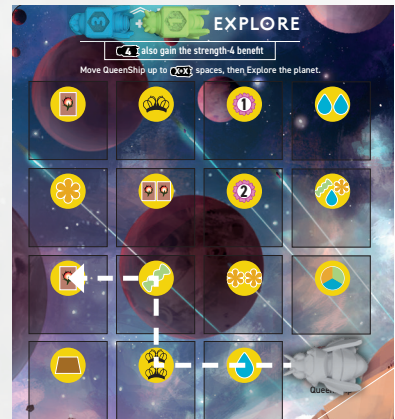 M + EXPLORE
4 also gain the strength-4 benefit
Move QueenShip up to X+X spaces, then Explore the planet.
1
2